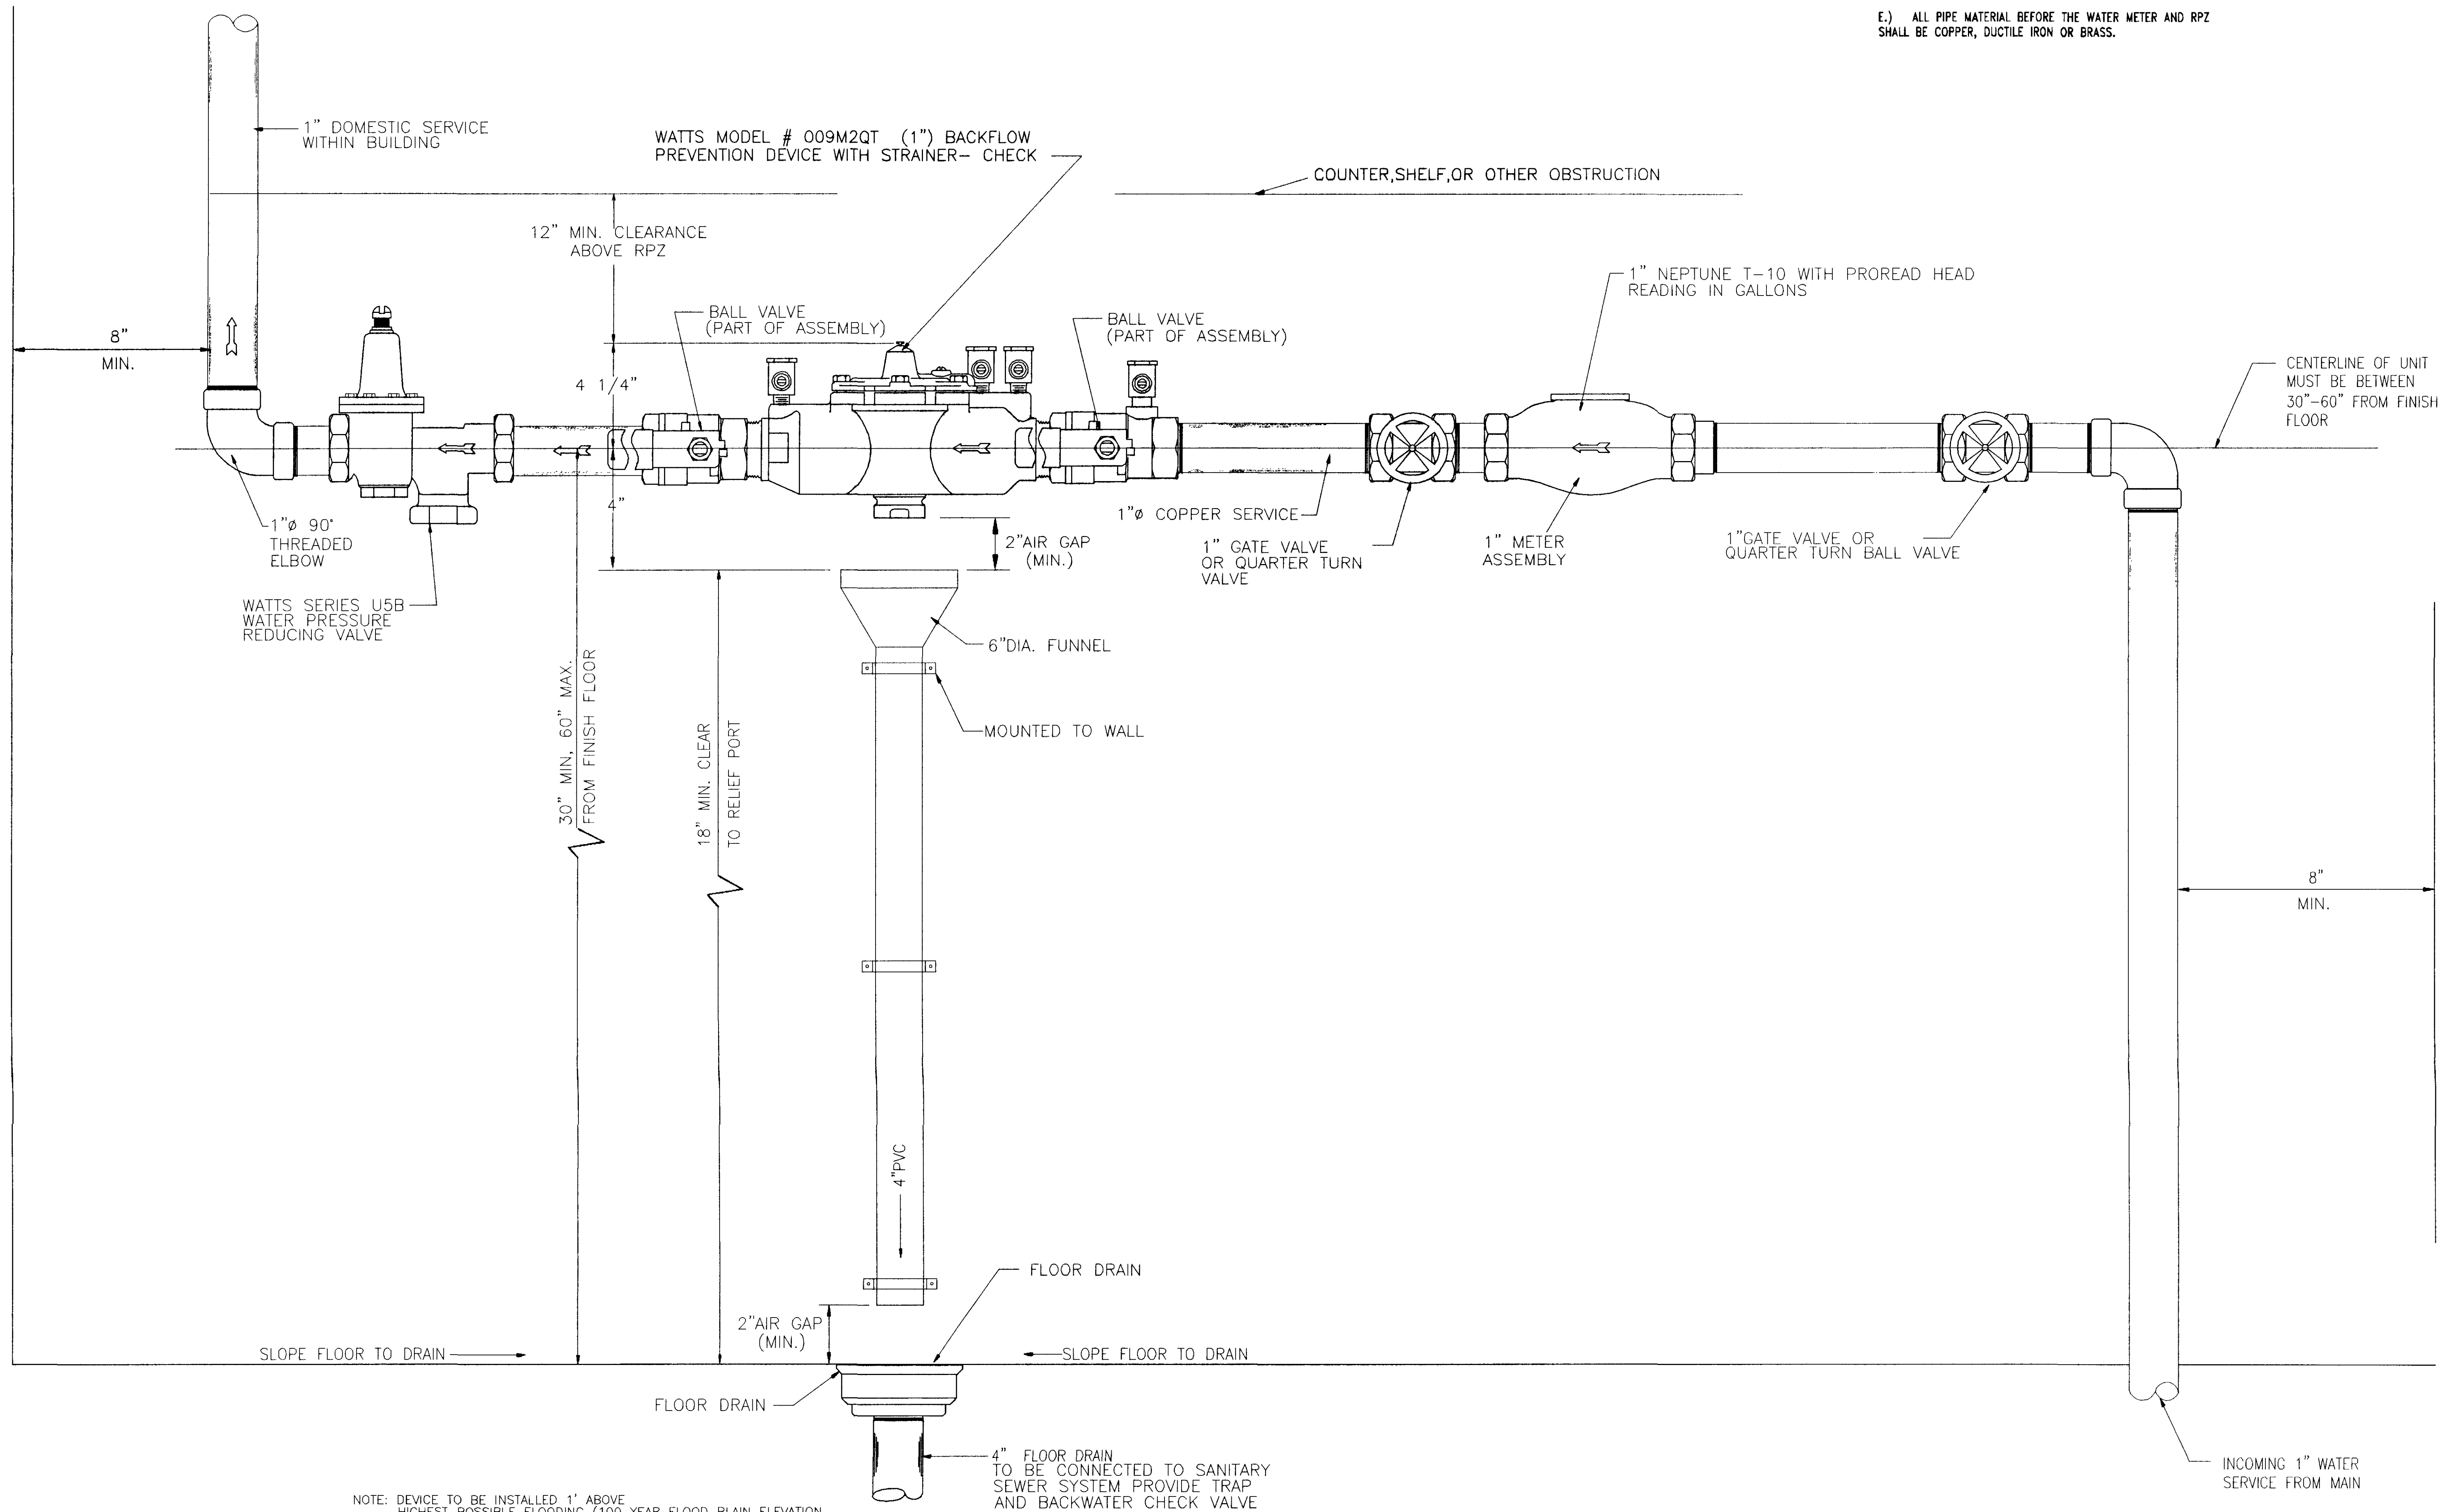 E.) ALL PIPE MATERIAL BEFORE THE WATER METER AND RPZ
SHALL BE COPPER, DUCTILE IRON OR BRASS.
1" DOMESTIC SERVICE
WITHIN BUILDING
WATTS MODEL # 009M2QT (1") BACKFLOW
PREVENTION DEVICE WITH STRAINER- CHECK
COUNTER,SHELF,OR OTHER OBSTRUCTION
12" MIN. CLEARANCE
ABOVE RPZ
1" NEPTUNE T-10 WITH PROREAD HEAD
READING IN GALLONS
BALL VALVE
(PART OF ASSEMBLY)
BALL VALVE
(PART OF ASSEMBLY)
8"
MIN.
4 1/4"
CENTERLINE OF UNIT
MUST BE BETWEEN
30"-60" FROM FINISH
FLOOR
4"
1"ø 90°
THREADED
ELBOW
1"ø COPPER SERVICE
2"AIR GAP
(MIN.)
1" GATE VALVE
OR QUARTER TURN
VALVE
1" METER
ASSEMBLY
1"GATE VALVE OR
QUARTER TURN BALL VALVE
WATTS SERIES U5B
WATER PRESSURE
REDUCING VALVE
6"DIA. FUNNEL
30" MIN, 60" MAX.
FROM FINISH FLOOR
18" MIN. CLEAR
TO RELIEF PORT
MOUNTED TO WALL
8"
MIN.
4"PVC
FLOOR DRAIN
2"AIR GAP
(MIN.)
SLOPE FLOOR TO DRAIN
SLOPE FLOOR TO DRAIN
FLOOR DRAIN
4" FLOOR DRAIN
TO BE CONNECTED TO SANITARY
SEWER SYSTEM PROVIDE TRAP
AND BACKWATER CHECK VALVE
INCOMING 1" WATER
SERVICE FROM MAIN
NOTE: DEVICE TO BE INSTALLED 1' ABOVE
HIGHEST POSSIBLE FLOODING (100 YEAR FLOOD PLAIN ELEVATION